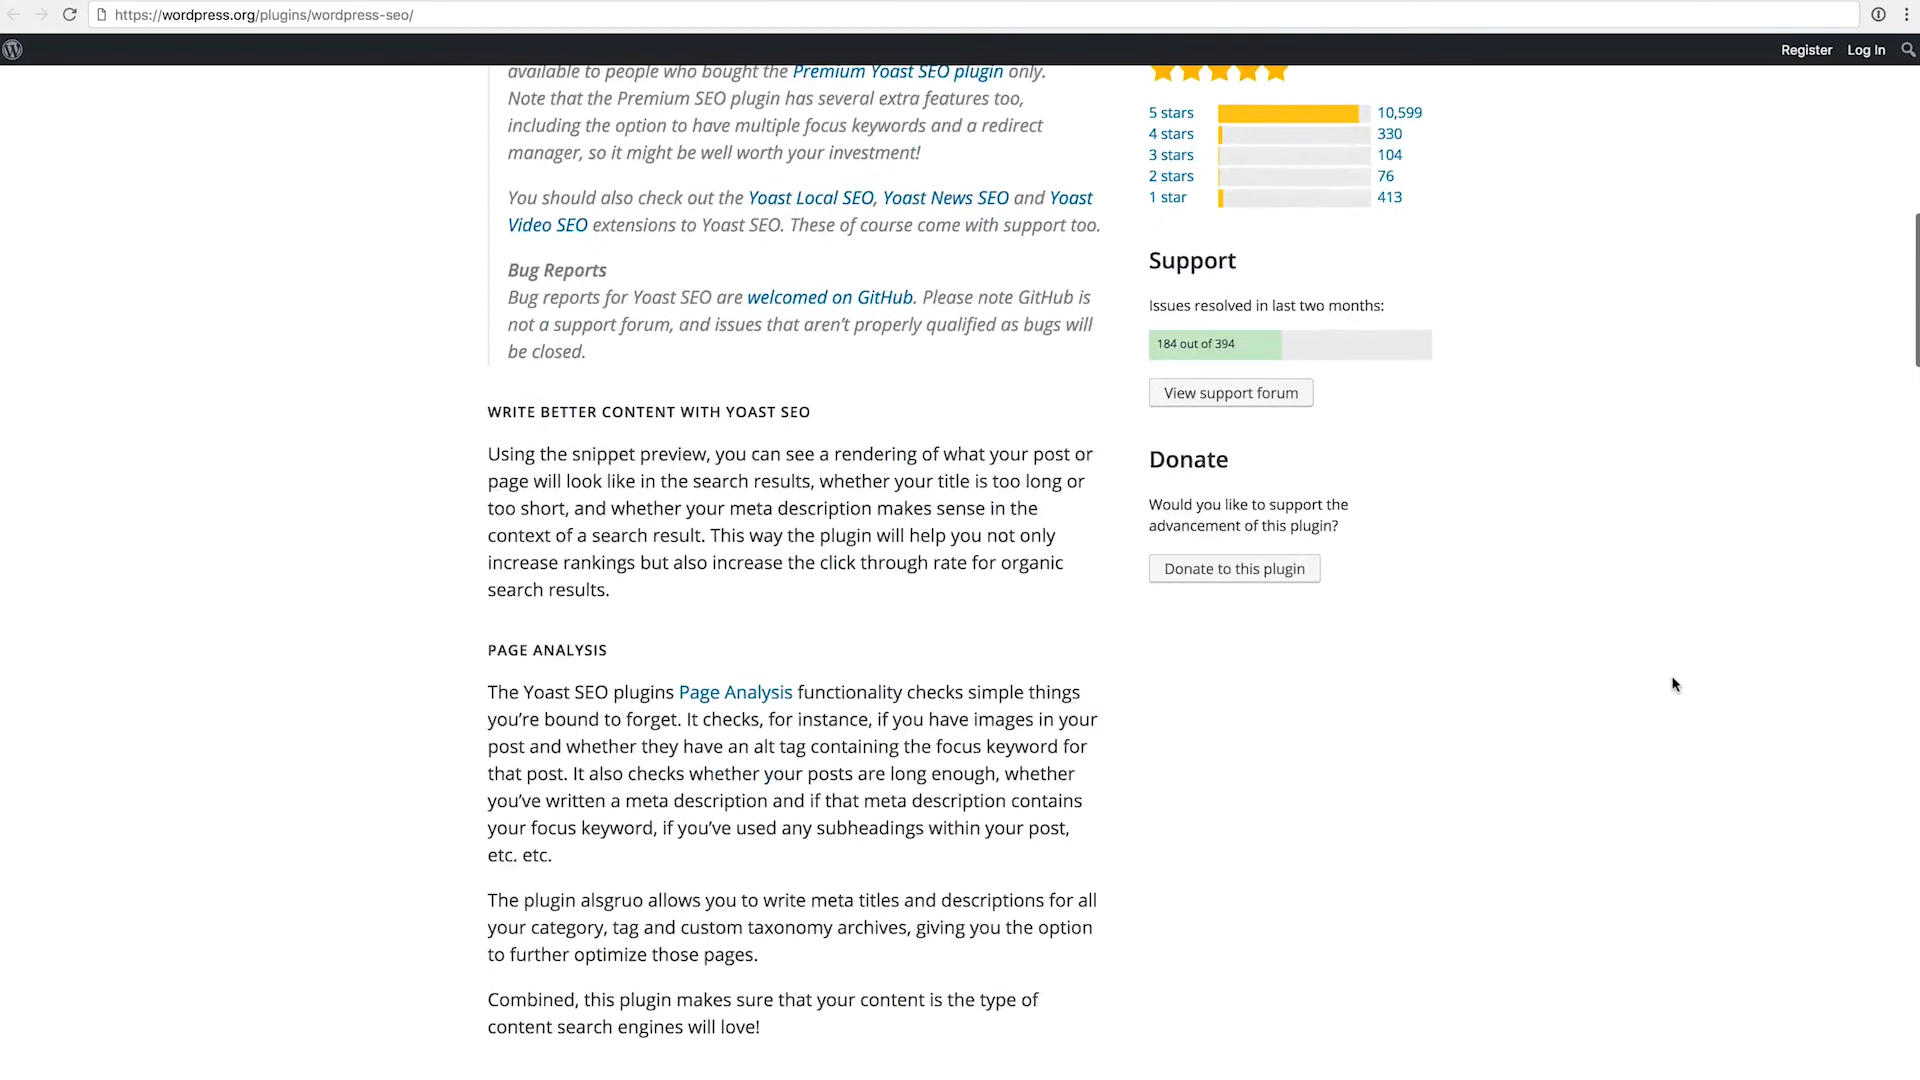 https://wordpress.org/plugins/wordpress-seo/
Register Log In
available to people who bought the Premium Yoast SEO plugin only.
Note that the Premium SEO plugin has several extra features too,
including the option to have multiple focus keywords and a redirect
manager, so it might be well worth your investment!
You should also check out the Yoast Local SEO, Yoast News SEO and Yoast
Video SEO extensions to Yoast SEO. These of course come with support too.
Bug Reports
Bug reports for Yoast SEO are welcomed on GitHub. Please note GitHub is
not a support forum, and issues that aren’t properly qualified as bugs will
be closed.
WRITE BETTER CONTENT WITH YOAST SEO
Using the snippet preview, you can see a rendering of what your post or
page will look like in the search results, whether your title is too long or
too short, and whether your meta description makes sense in the
context of a search result. This way the plugin will help you not only
increase rankings but also increase the click through rate for organic
search results.
PAGE ANALYSIS
The Yoast SEO plugins Page Analysis functionality checks simple things
you’re bound to forget. It checks, for instance, if you have images in your
post and whether they have an alt tag containing the focus keyword for
that post. It also checks whether your posts are long enough, whether
you’ve written a meta description and if that meta description contains
your focus keyword, if you’ve used any subheadings within your post,
etc. etc.
The plugin alsgruo allows you to write meta titles and descriptions for all
your category, tag and custom taxonomy archives, giving you the option
to further optimize those pages.
Combined, this plugin makes sure that your content is the type of
content search engines will love!
5 stars 10,599
4 stars 330
3 stars 104
2 stars 76
1 star 413
Support
Issues resolved in last two months:
184 out of 394
View support forum
Donate
Would you like to support the
advancement of this plugin?
Donate to this plugin